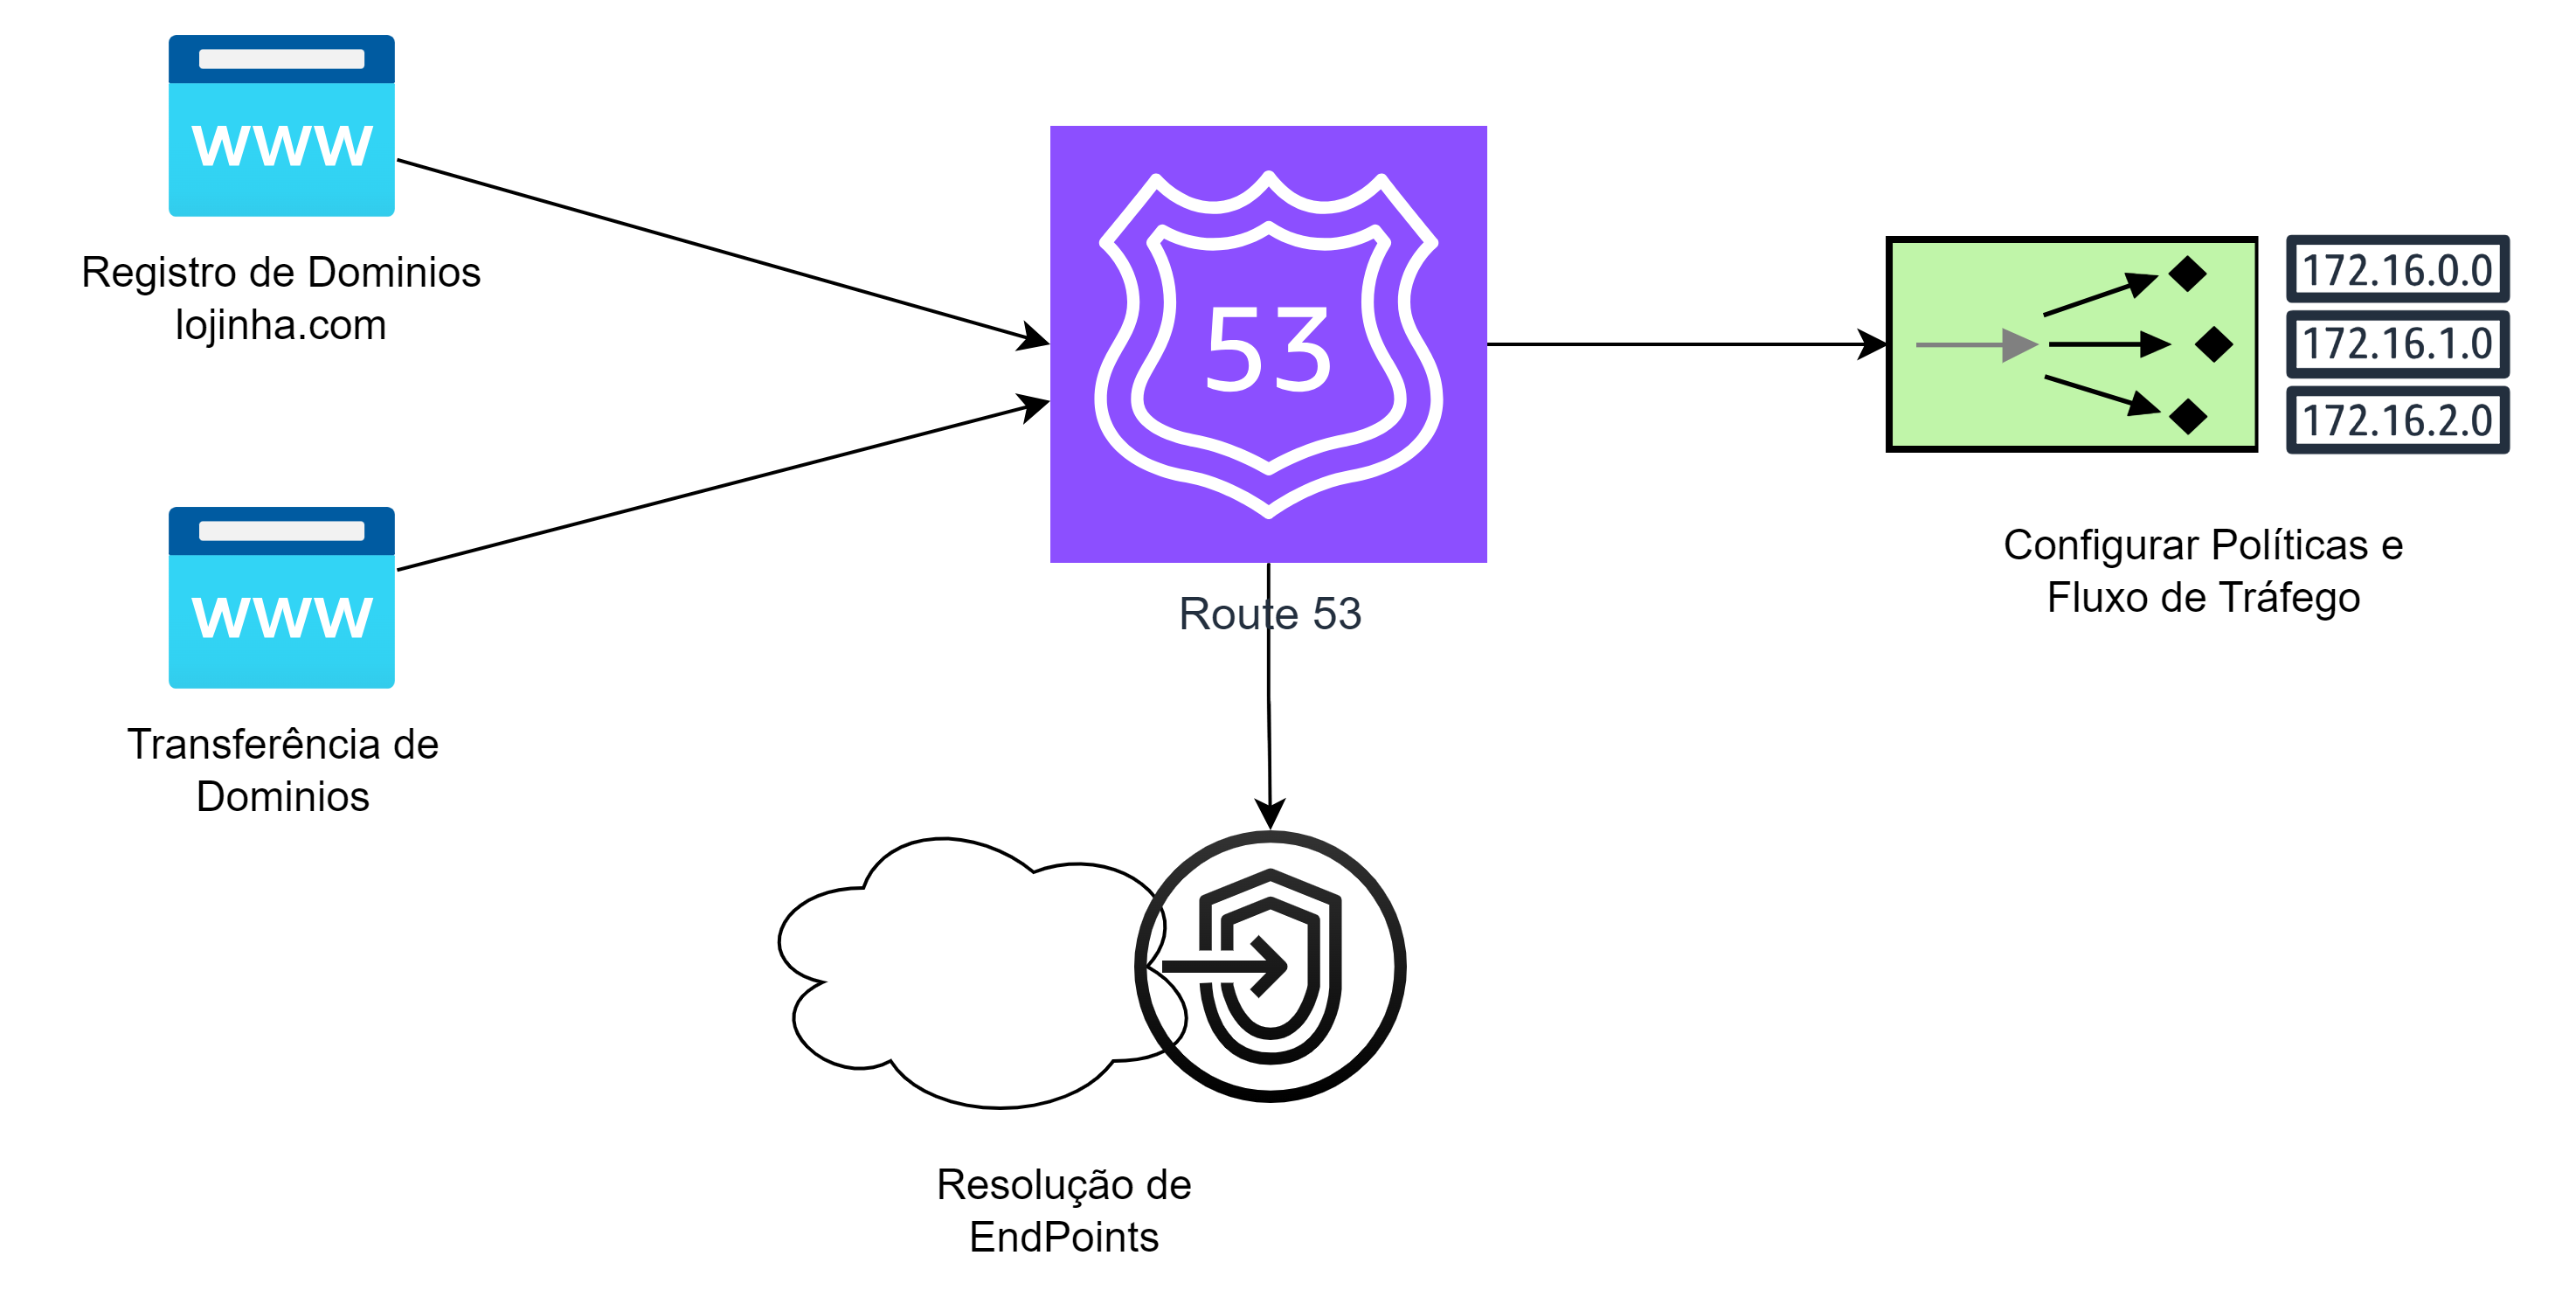 www
Registro de Dominios
lojinha.com
www
Transferência de
Dominios
53
Route 53
172.16.0.0
172.16.1.0
172.16.2.0
Configurar Políticas e
Fluxo de Tráfego
Resolução de
EndPoints